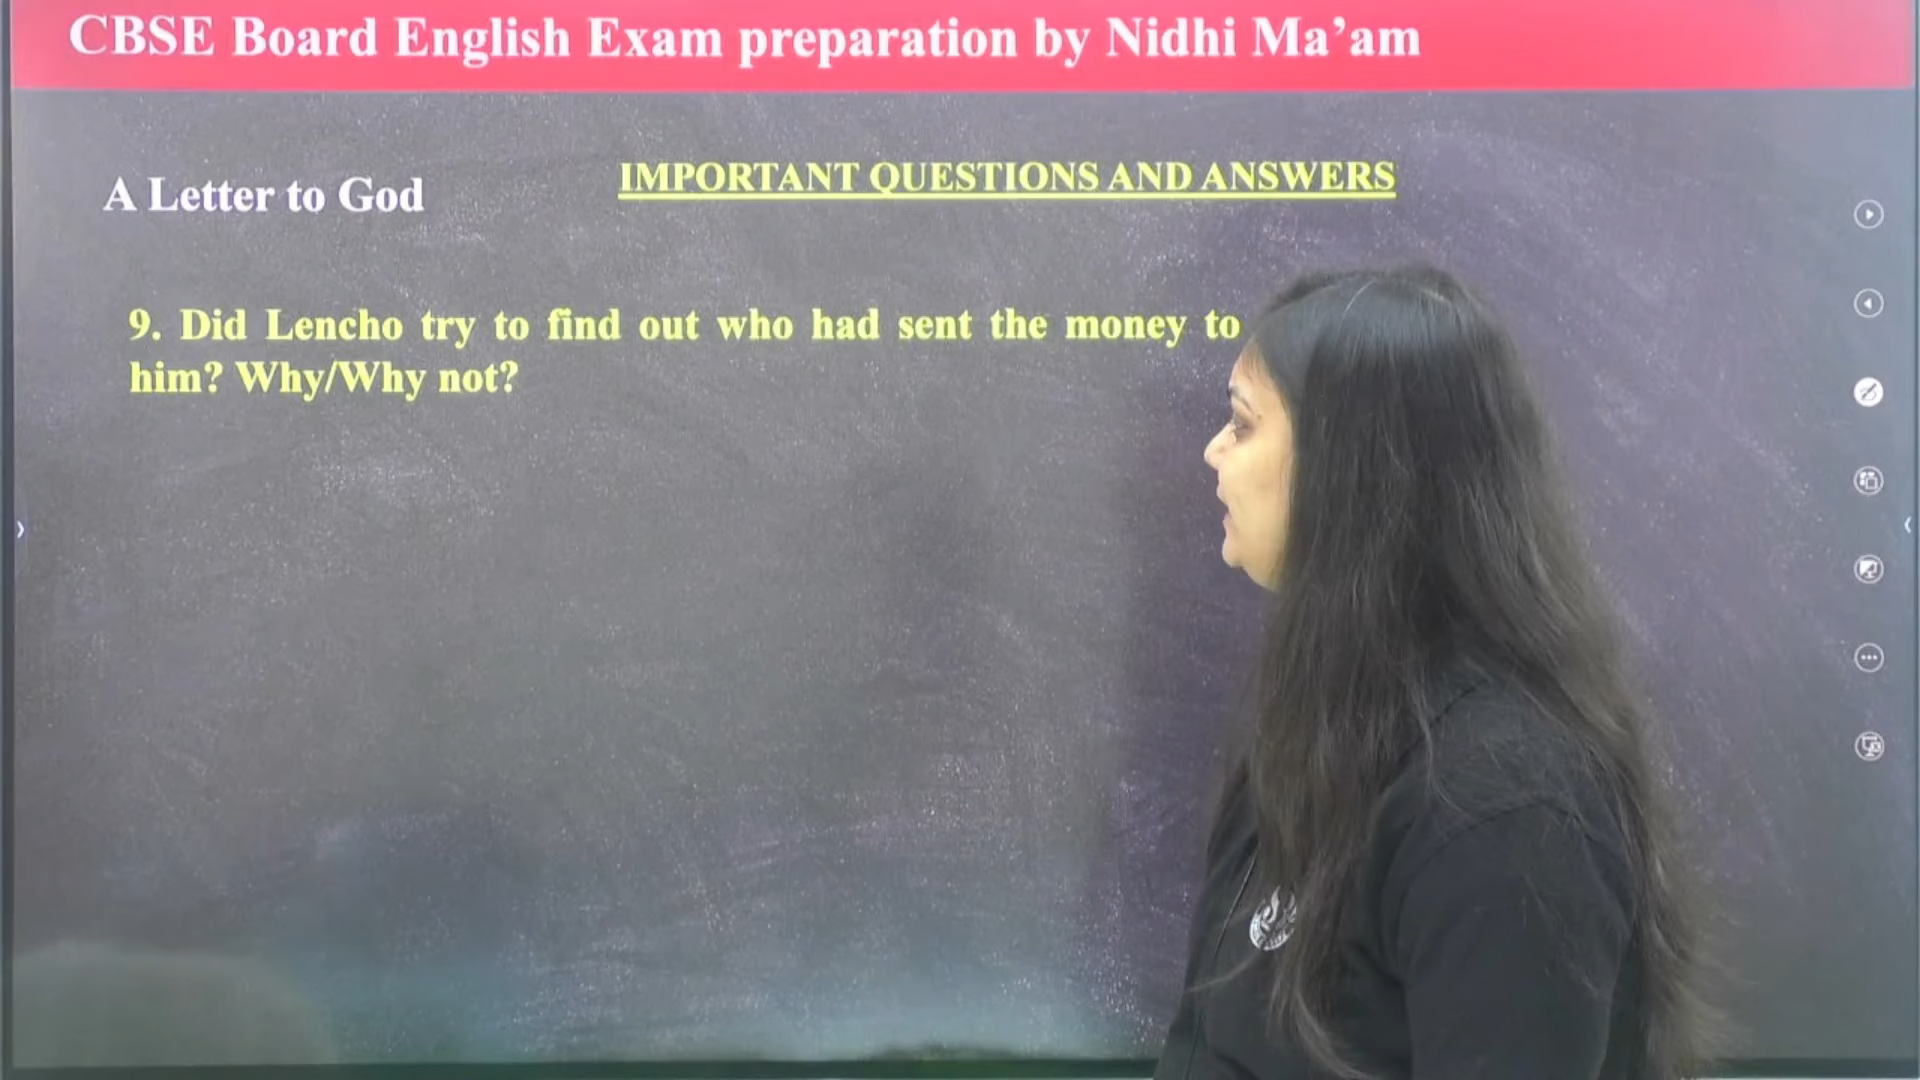 CBSE Board English Exam preparation by Nidhi Ma’am
A Letter to God
IMPORTANT QUESTIONS AND ANSWERS
9. Did Lencho try to find out who had sent the money to
him? Why/Why not?